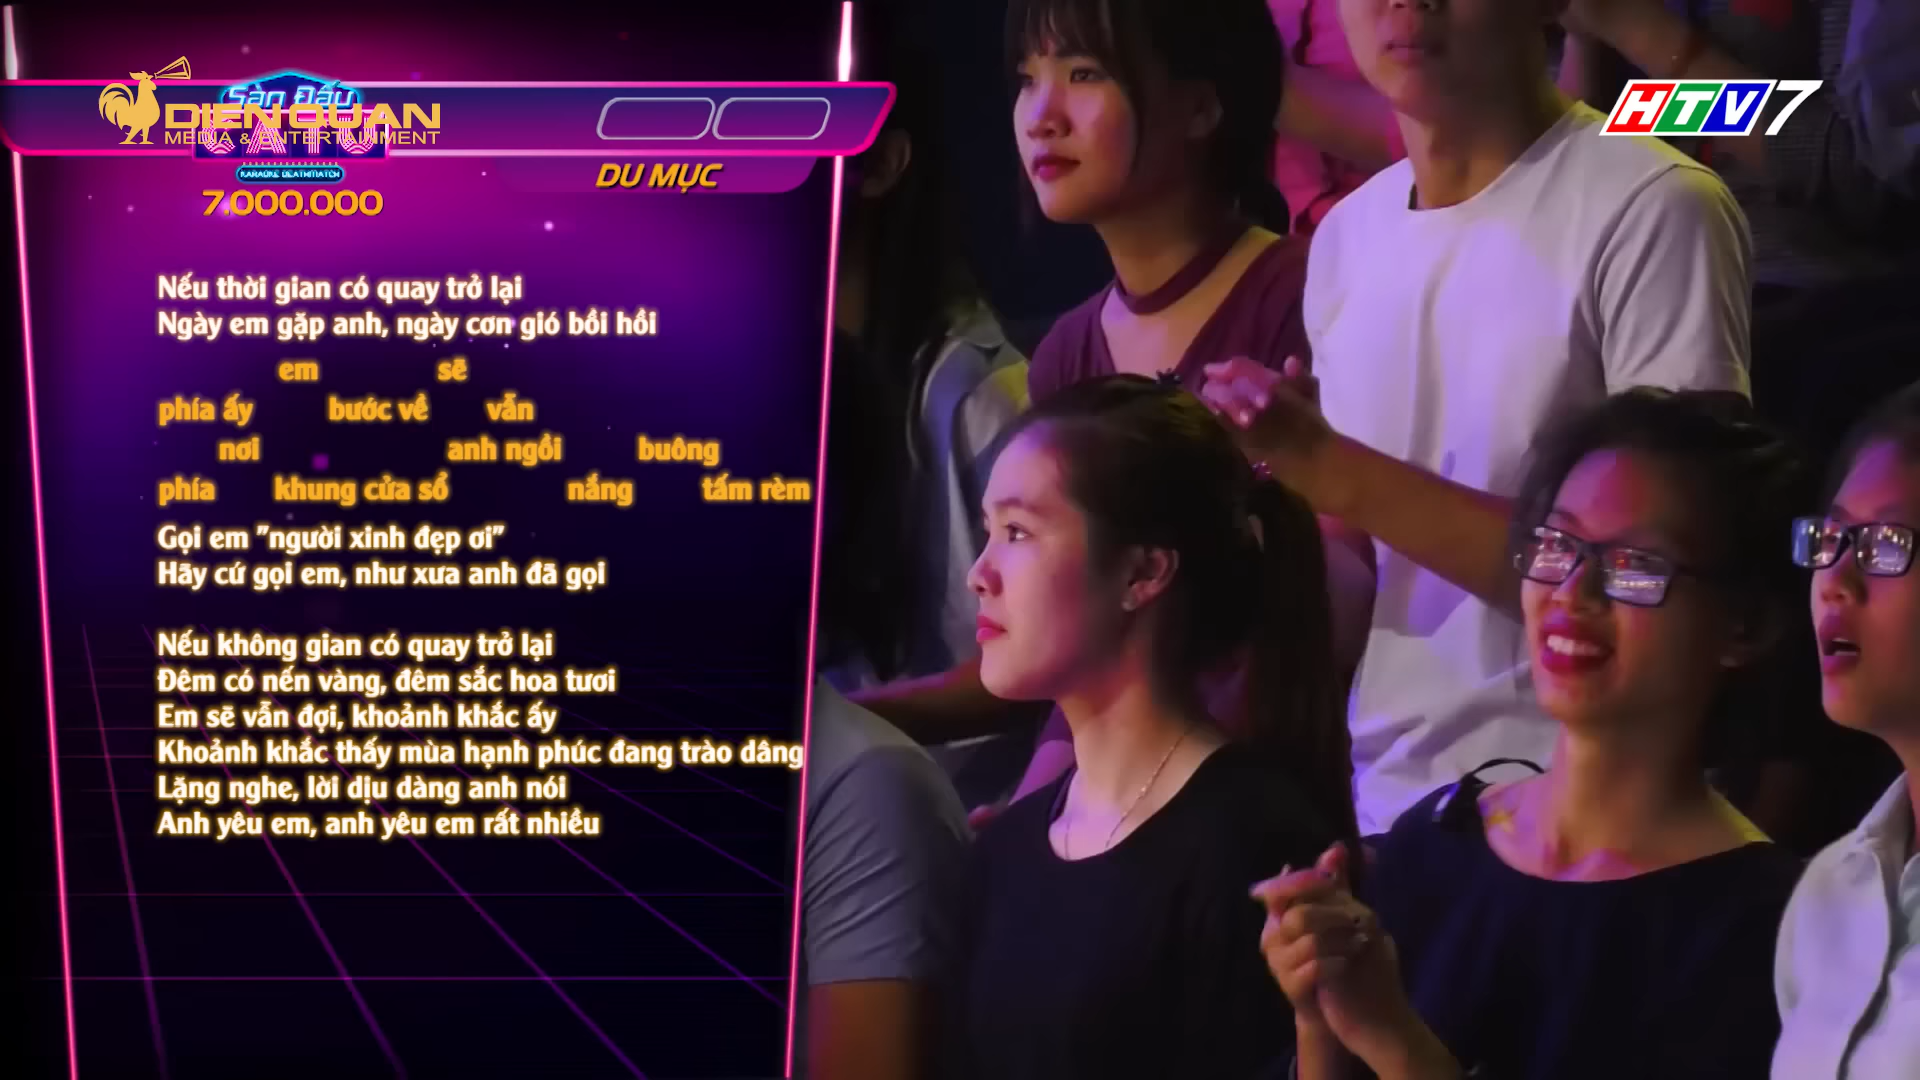 Sàn Đấu
DIEN QUAN
MEDIA & ENTERTAINMENT
CA TỪ
KARAOKE DEATHMATCH
7.000.000
HTV7
DU MỤC
Nếu thời gian có quay trở lại
Ngày em gặp anh, ngày cơn gió bồi hồi
em sẽ
phía ấy bước về vẫn
nơi anh ngồi buông
phía khung cửa sổ nắng tấm rèm
Gọi em "người xinh đẹp ơi"
Hãy cứ gọi em, như xưa anh đã gọi
Nếu không gian có quay trở lại
Đêm có nến vàng, đêm sắc hoa tươi
Em sẽ vẫn đợi, khoảnh khắc ấy
Khoảnh khắc thấy mùa hạnh phúc đang trào dâng
Lặng nghe, lời dịu dàng anh nói
Anh yêu em, anh yêu em rất nhiều